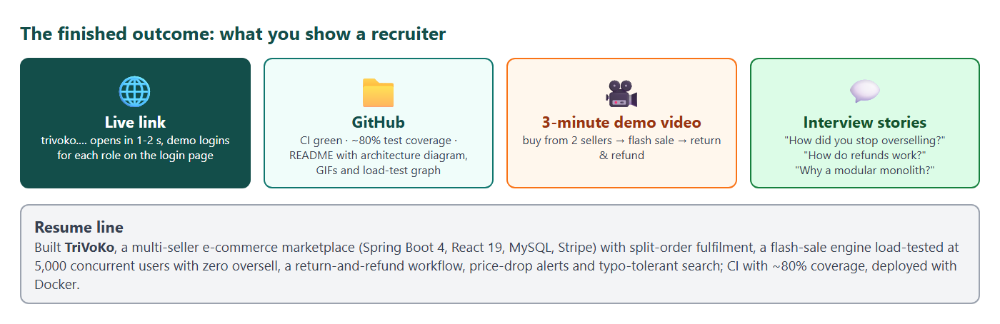 The finished outcome: what you show a recruiter
Live link
trivoko.... opens in 1-2 s, demo logins
for each role on the login page
GitHub
CI green · ~80% test coverage ·
README with architecture diagram,
GIFs and load-test graph
3-minute demo video
buy from 2 sellers → flash sale → return
& refund
Interview stories
"How did you stop overselling?"
"How do refunds work?"
"Why a modular monolith?"
Resume line
Built TriVoKo, a multi-seller e-commerce marketplace (Spring Boot 4, React 19, MySQL, Stripe) with split-order fulfilment, a flash-sale engine load-tested at
5,000 concurrent users with zero oversell, a return-and-refund workflow, price-drop alerts and typo-tolerant search; CI with ~80% coverage, deployed with
Docker.